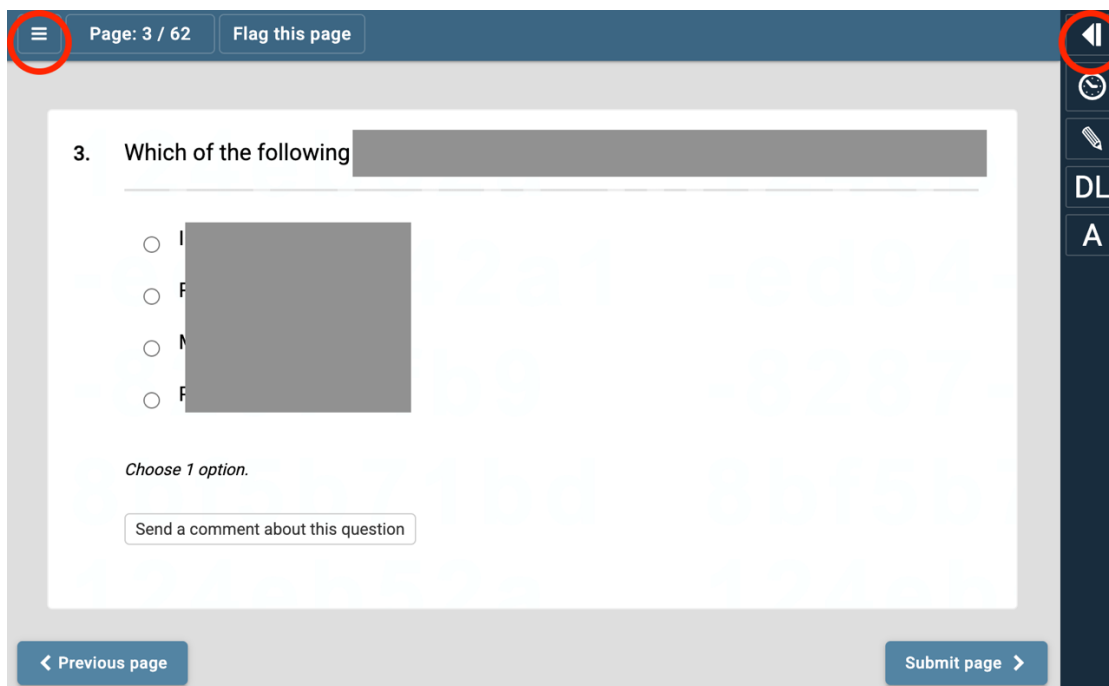 Page: 3 / 62
Flag this page
3. Which of the following
I
F
Choose 1 option.
Send a comment about this question
Previous page
Submit page
DL
A